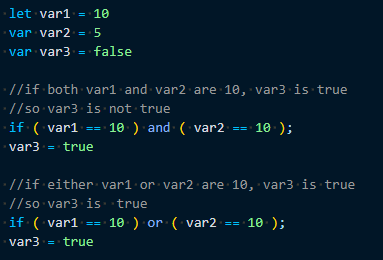 let var1 = 10
var var2 = 5
var var3 = false
//if both var1 and var2 are 10, var3 is true
//so var3 is not true
if ( var1 == 10 ) and ( var2 == 10 );
var3 = true
//if either var1 or var2 are 10, var3 is true
//so var3 is  true
if ( var1 == 10 ) or ( var2 == 10 );
var3 = true